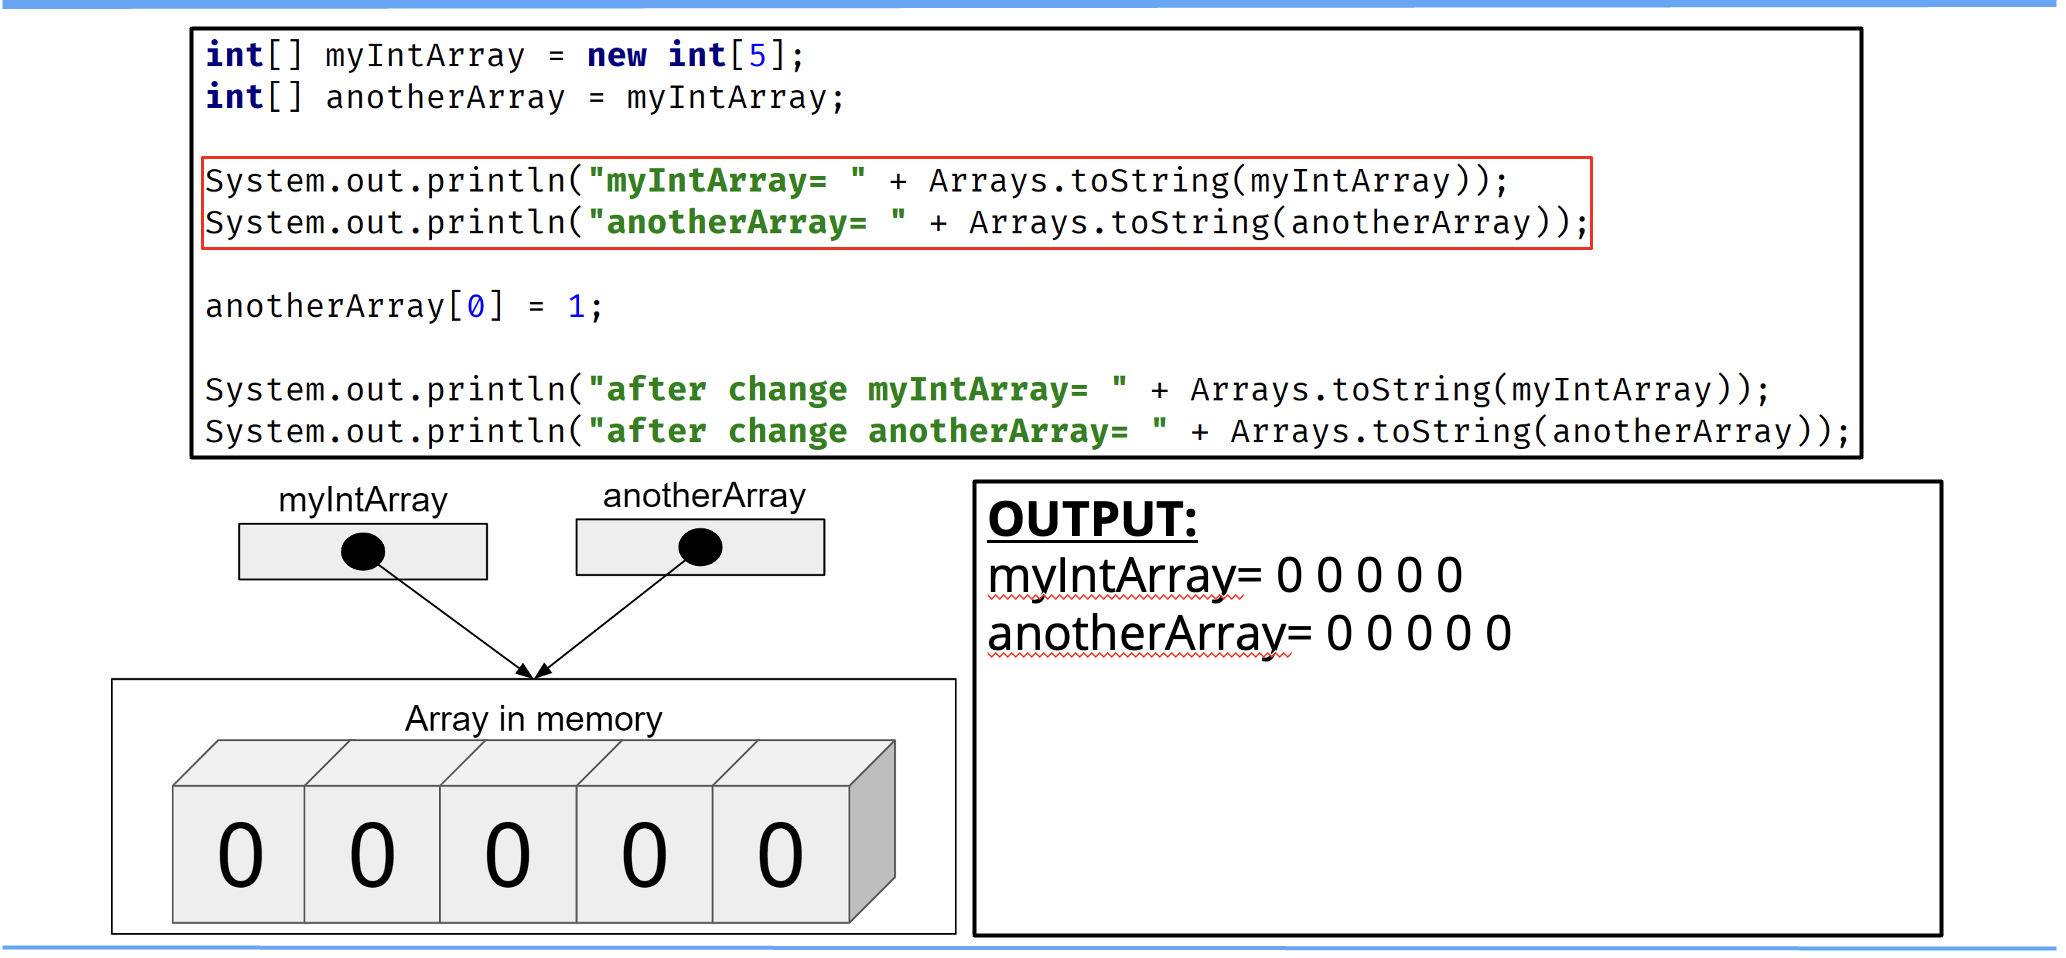 int[] myIntArray = new int[5];
int[] anotherArray = myIntArray;
System.out.println("myIntArray= " + Arrays.toString(myIntArray));
System.out.println("anotherArray= " + Arrays.toString(anotherArray));
anotherArray[0] = 1;
System.out.println("after change myIntArray= " + Arrays.toString(myIntArray));
System.out.println("after change anotherArray= " + Arrays.toString(anotherArray));
myIntArray
anotherArray
Array in memory
0 0 0 0 0
OUTPUT:
myIntArray= 0 0 0 0 0
anotherArray= 0 0 0 0 0